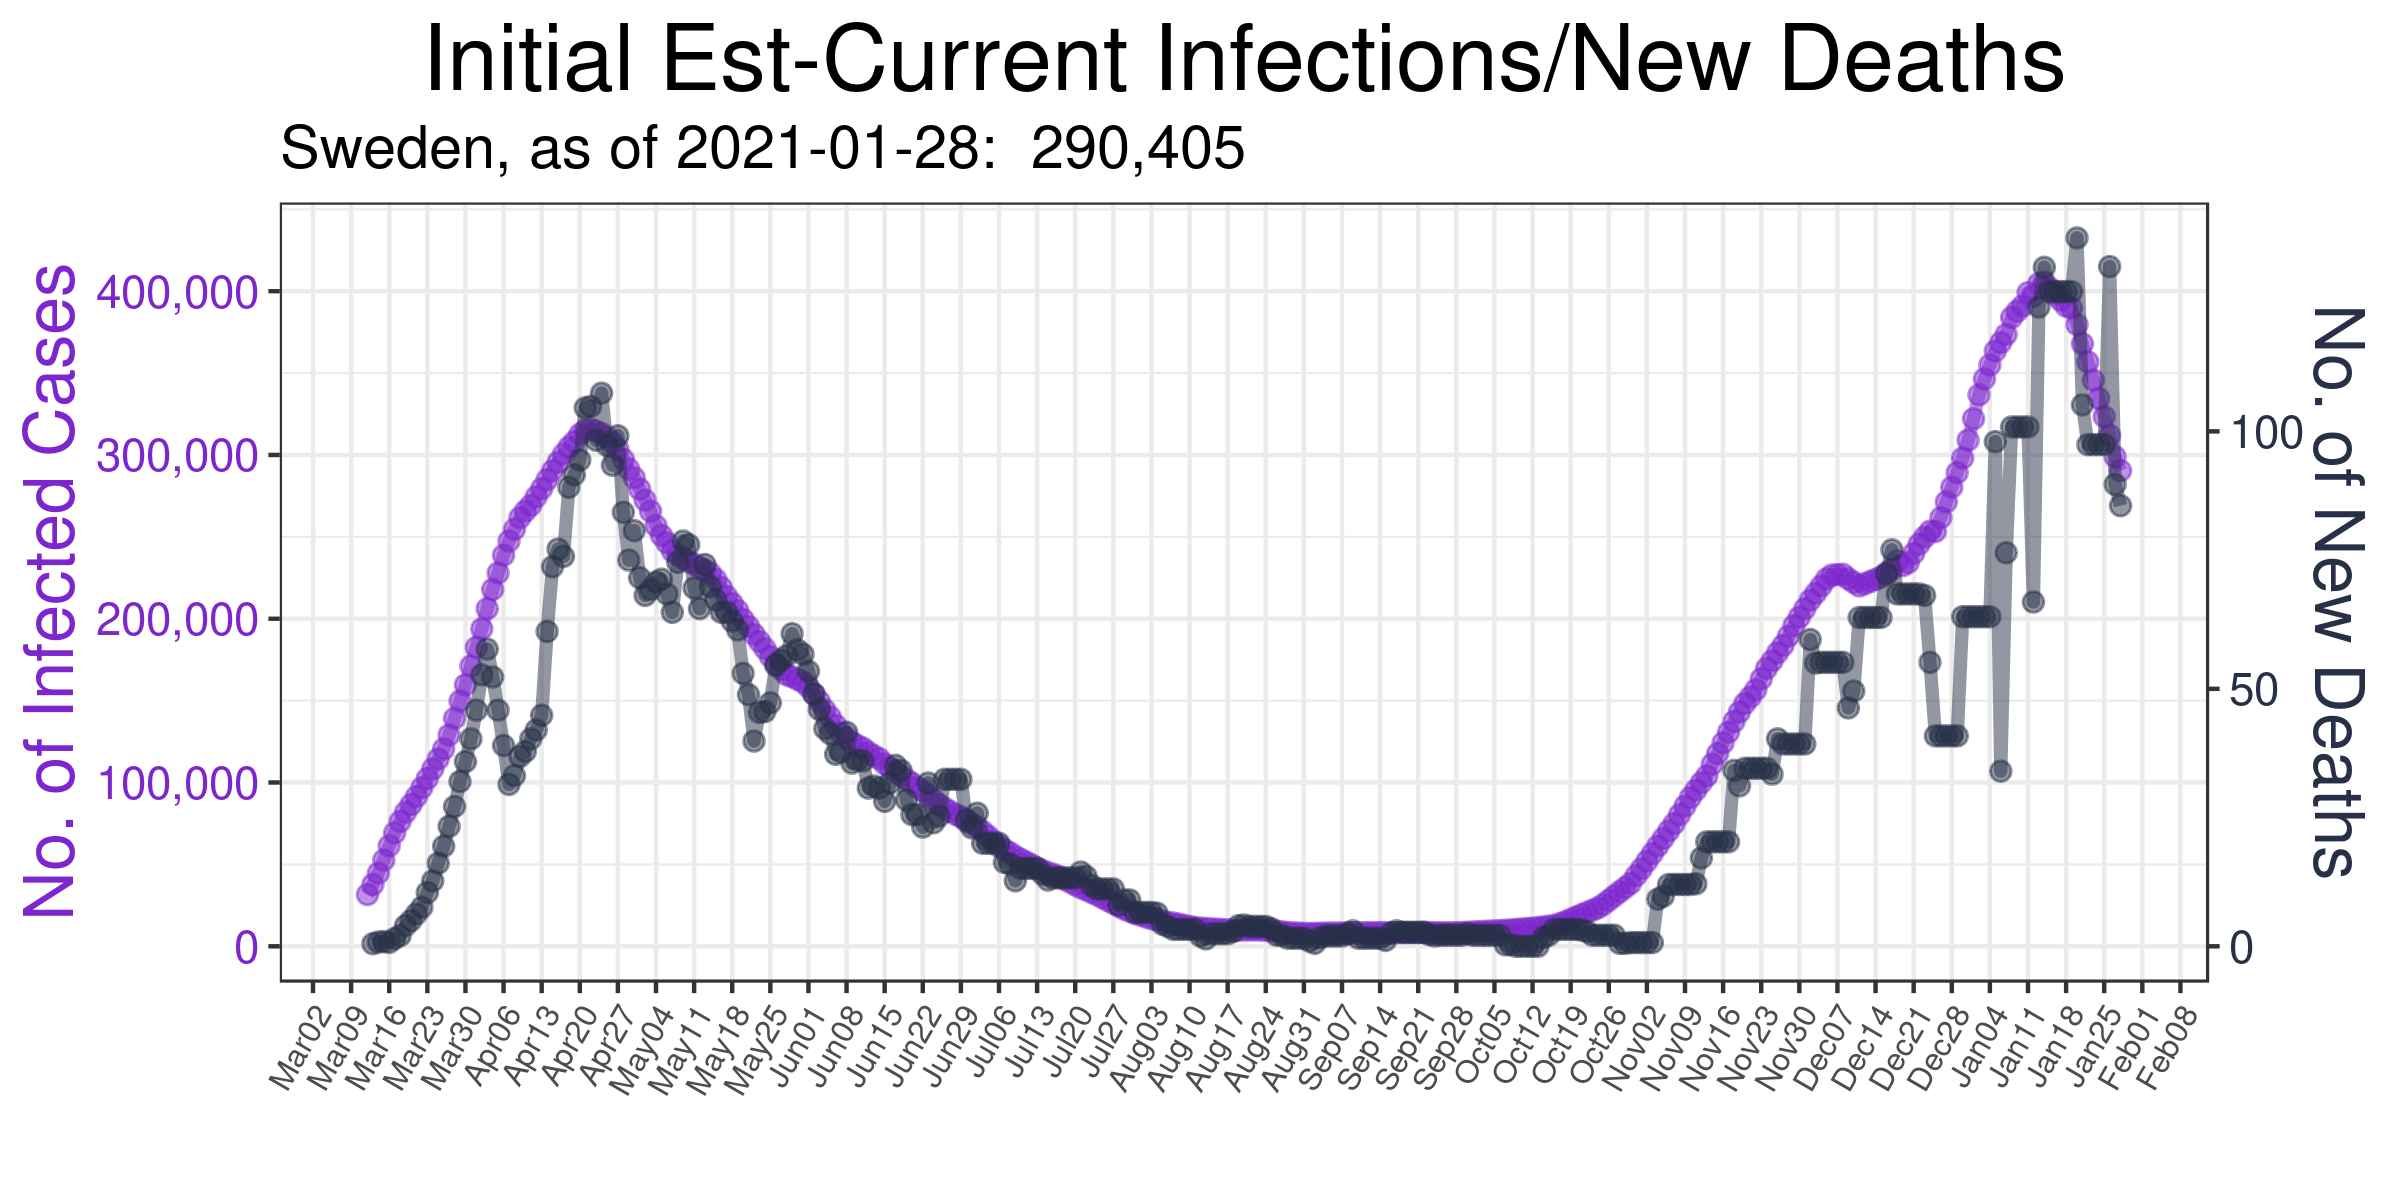 Initial Est-Current Infections/New Deaths
Sweden, as of 2021-01-28:  290,405
No. of Infected Cases
400,000
300,000
200,000
100,000
0
No. of New Deaths
100
50
0
Mar02
Mar09
Mar16
Mar23
Mar30
Apr06
Apr13
Apr20
Apr27
May04
May11
May18
May25
Jun01
Jun08
Jun15
Jun22
Jun29
Jul06
Jul13
Jul20
Jul27
Aug03
Aug10
Aug17
Aug24
Aug31
Sep07
Sep14
Sep21
Sep28
Oct05
Oct12
Oct19
Oct26
Nov02
Nov09
Nov16
Nov23
Nov30
Dec07
Dec14
Dec21
Dec28
Jan04
Jan11
Jan18
Jan25
Feb01
Feb08